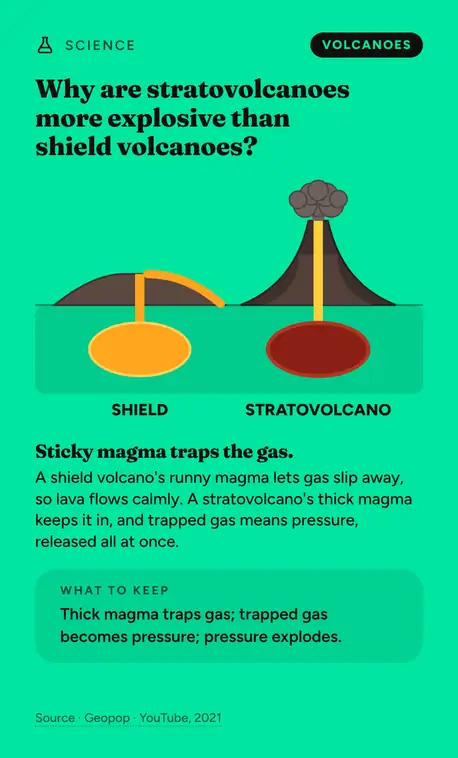 SCIENCE
VOLCANOES
Why are stratovolcanoes
more explosive than
shield volcanoes?
SHIELD
STRATOVOLCANO
Sticky magma traps the gas.
A shield volcano's runny magma lets gas slip away,
so lava flows calmly. A stratovolcano's thick magma
keeps it in, and trapped gas means pressure,
released all at once.
WHAT TO KEEP
Thick magma traps gas; trapped gas
becomes pressure; pressure explodes.
Source · Geopop · YouTube, 2021